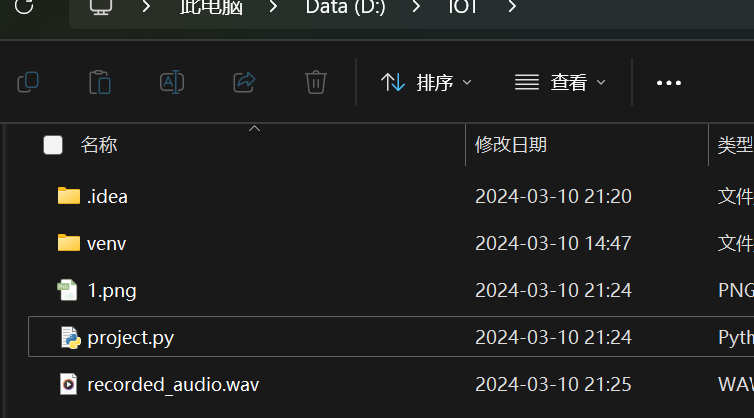 此电脑 Data (D:) IOT
排序 查看
名称 修改日期 类型
.idea 2024-03-10 21:20 文件
venv 2024-03-10 14:47 文件
1.png 2024-03-10 21:24 PNG
project.py 2024-03-10 21:24 Pyth
recorded_audio.wav 2024-03-10 21:25 WAV